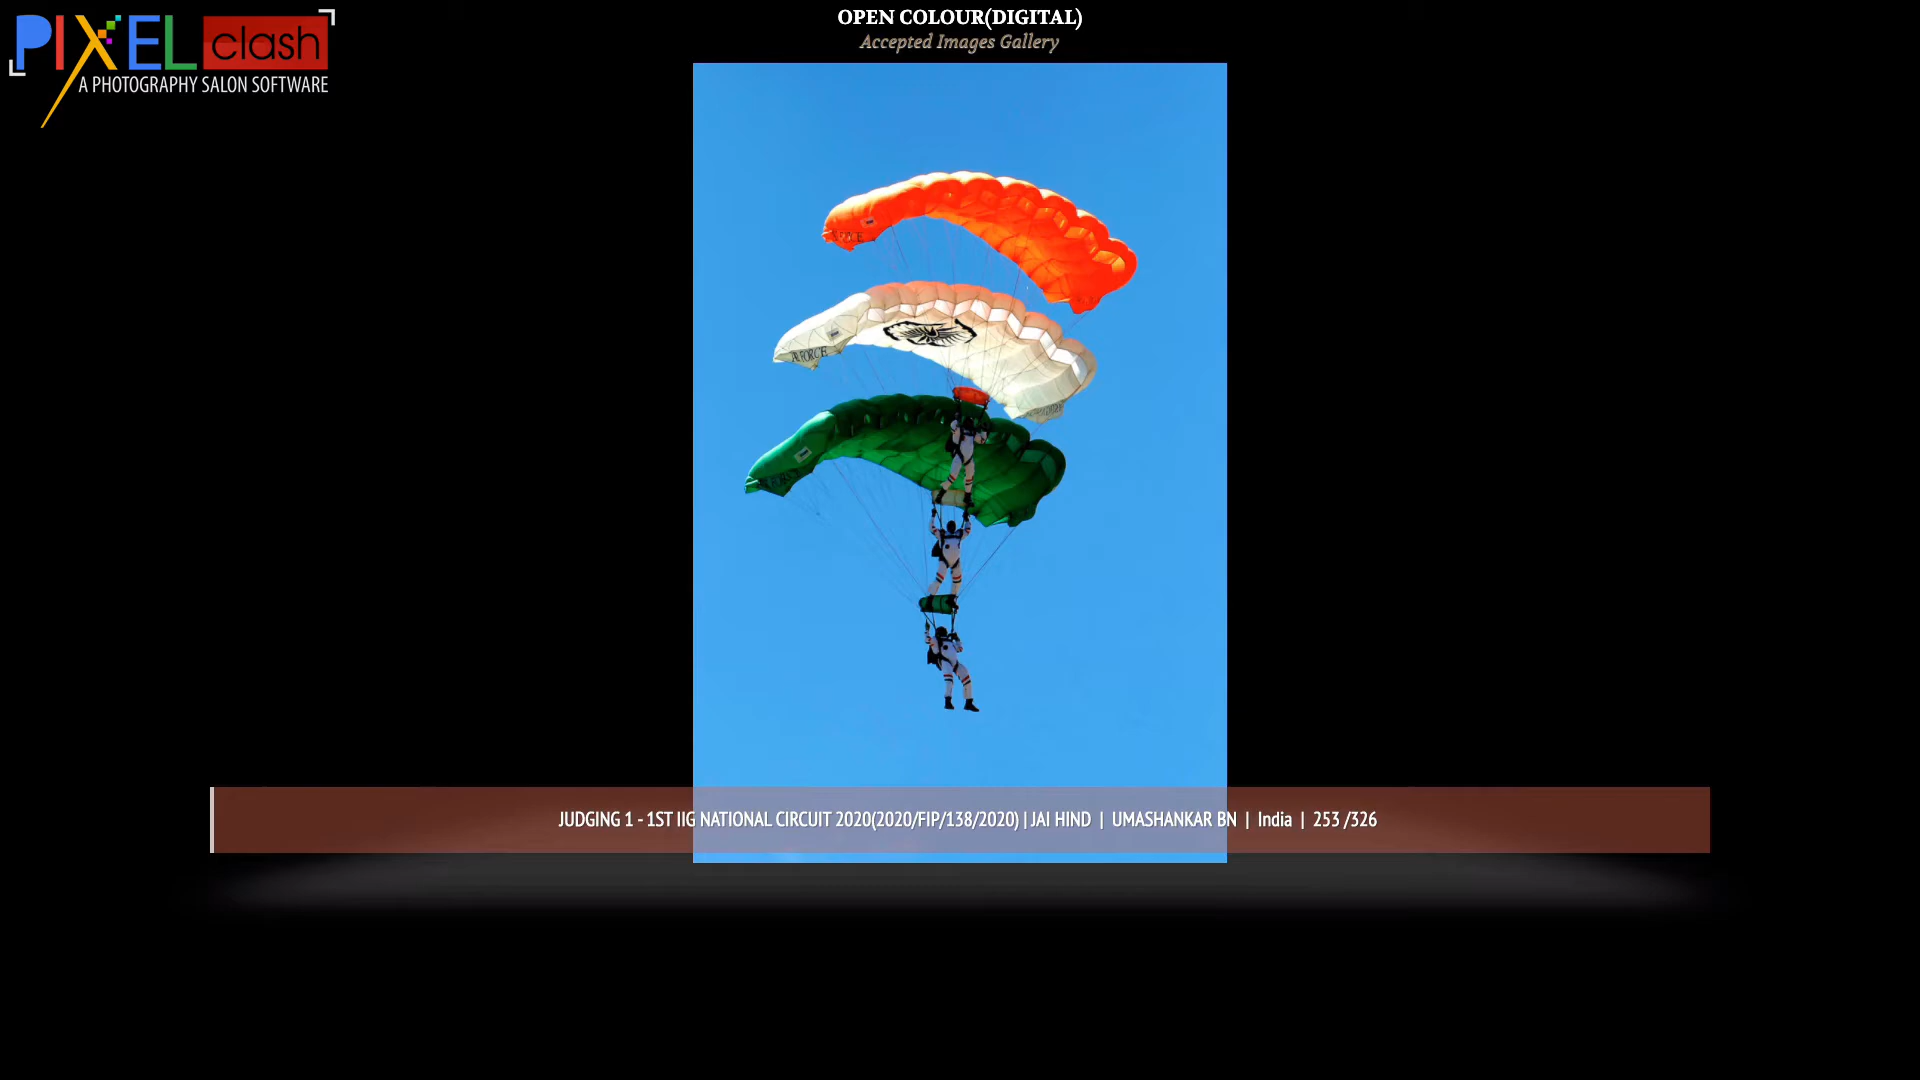 PIXEL clash
A PHOTOGRAPHY SALON SOFTWARE
OPEN COLOUR(DIGITAL)
Accepted Images Gallery
AIRFORCE
JUDGING 1 - 1ST IIG NATIONAL CIRCUIT 2020(2020/FIP/138/2020) | JAI HIND | UMASHANKAR BN | India | 253 /326